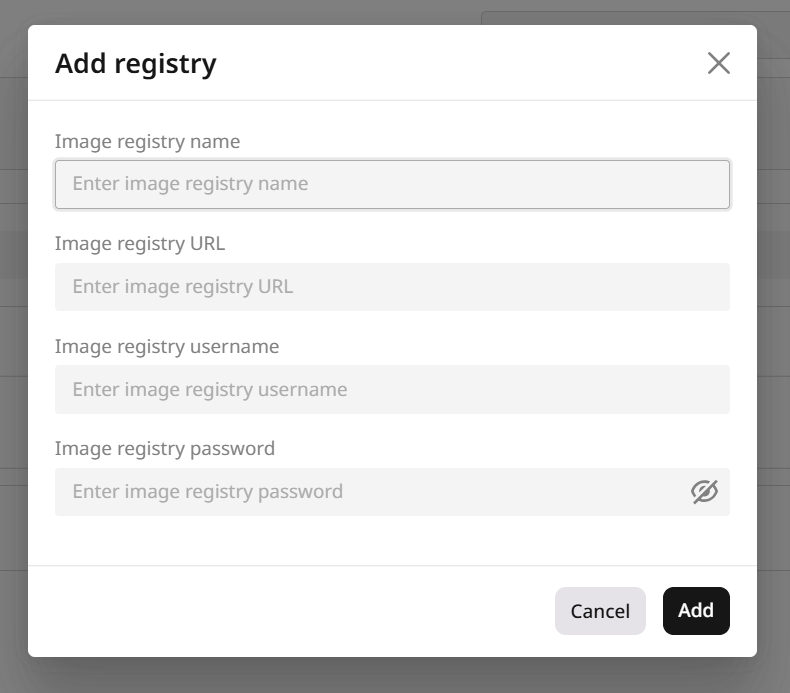 Add registry
Image registry name
Enter image registry name
Image registry URL
Enter image registry URL
Image registry username
Enter image registry username
Image registry password
Enter image registry password
Cancel
Add